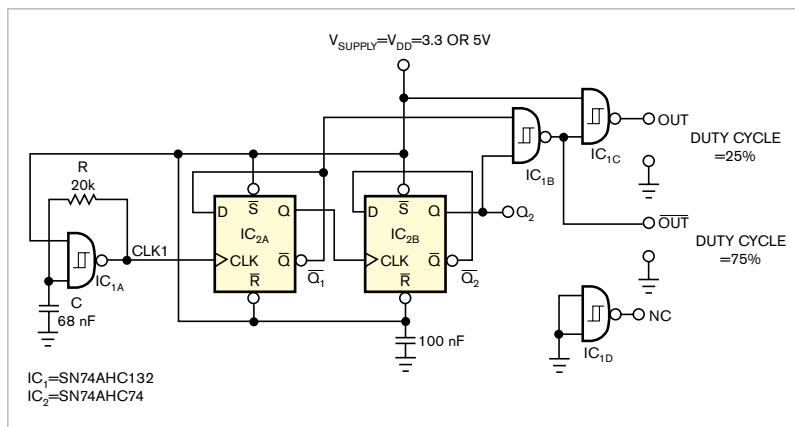 V_SUPPLY=V_DD=3.3 OR 5V
IC_1C
OUT
DUTY CYCLE
=25%
IC_1B
R
20k
D
S̅
Q
IC_2A
CLK
Q̅
R̅
Q̅_1
D
S̅
Q
IC_2B
CLK
Q̅
R̅
Q̅_2
Q_2
CLK1
IC_1A
C
68 nF
O̅U̅T̅
DUTY CYCLE
=75%
100 nF
NC
IC_1D
IC_1=SN74AHC132
IC_2=SN74AHC74